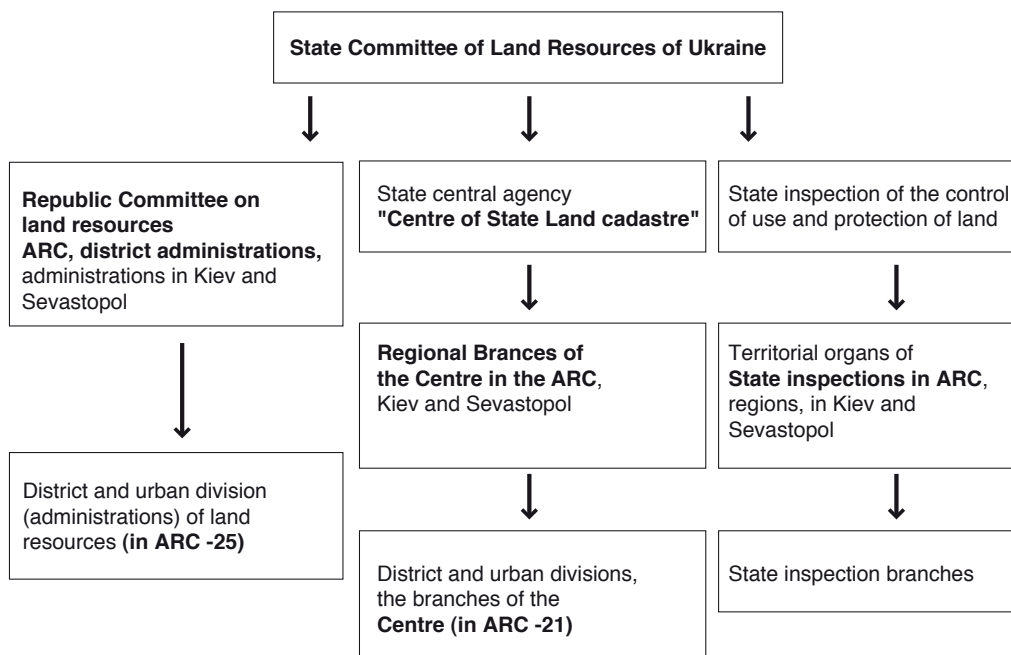 State Committee of Land Resources of Ukraine
Republic Committee on
land resources
ARC, district administrations,
administrations in Kiev and
Sevastopol
State central agency
"Centre of State Land cadastre"
State inspection of the control
of use and protection of land
Regional Brances of
the Centre in the ARC,
Kiev and Sevastopol
Territorial organs of
State inspections in ARC,
regions, in Kiev and
Sevastopol
District and urban division
(administrations) of land
resources (in ARC -25)
District and urban divisions,
the branches of the
Centre (in ARC -21)
State inspection branches